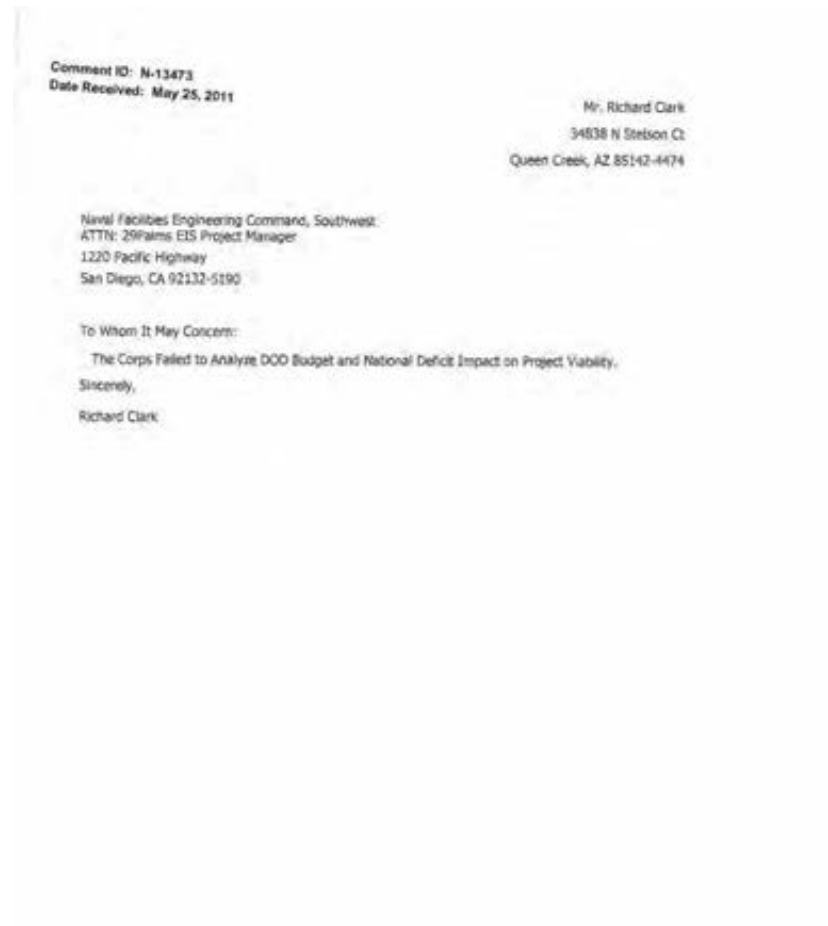 Comment ID: N-13473
Date Received: May 25, 2011
Mr. Richard Clark
34838 N Stetson Ct
Queen Creek, AZ 85142-4474
Naval Facilities Engineering Command, Southwest
ATTN: 29Palms EIS Project Manager
1220 Pacific Highway
San Diego, CA 92132-5190
To Whom It May Concern:
The Corps Failed to Analyze DOD Budget and National Deficit Impact on Project Viability.
Sincerely,
Richard Clark